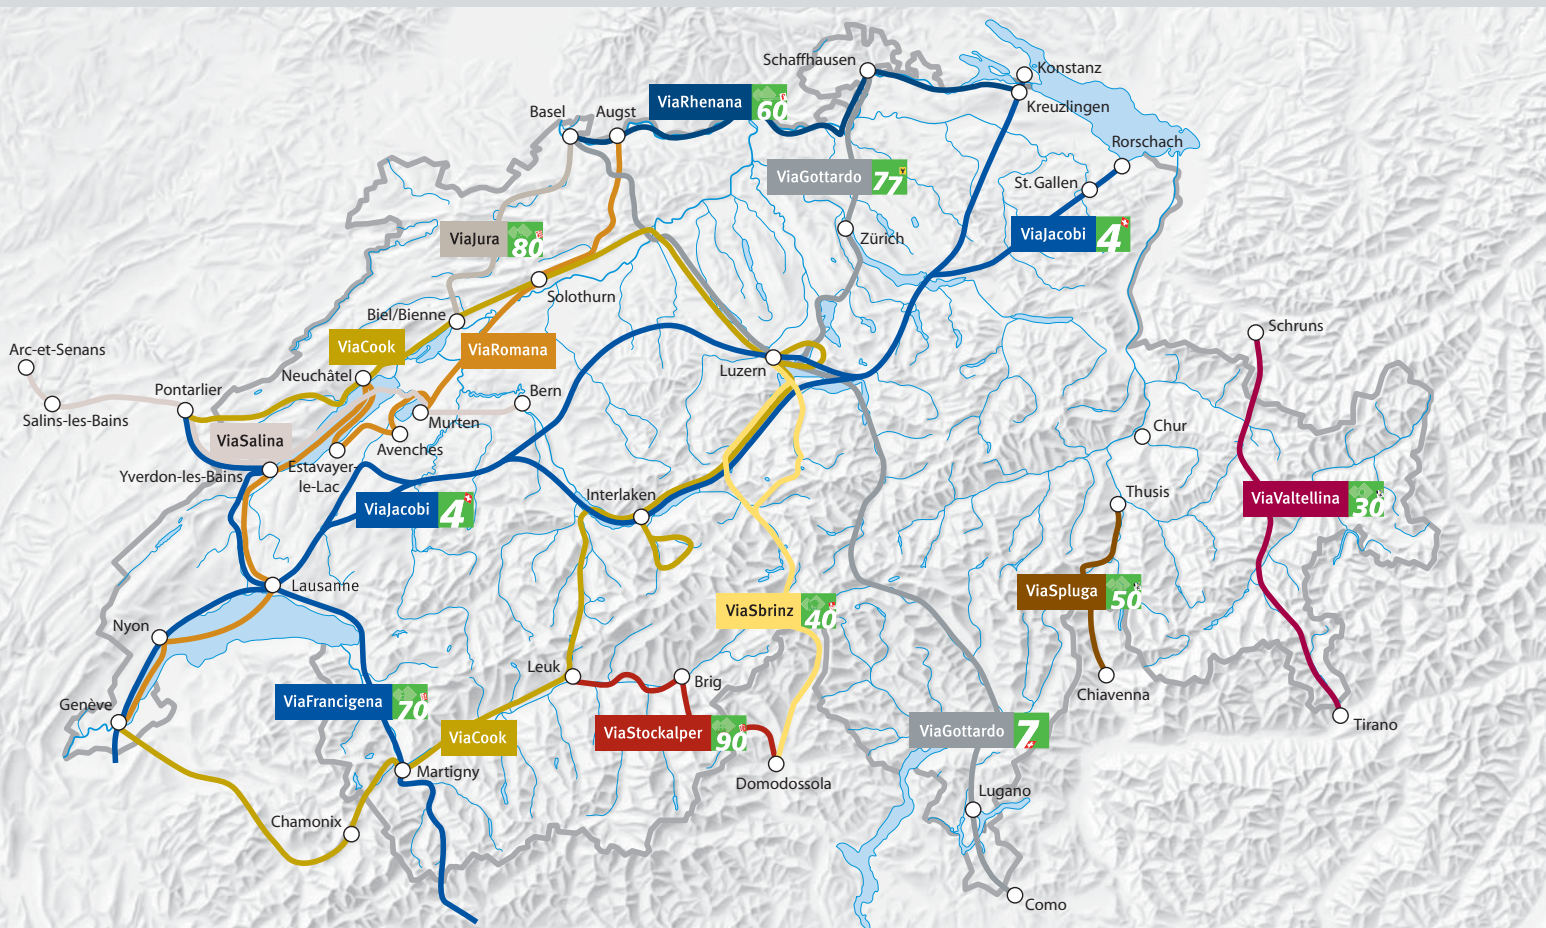 Schaffhausen
Konstanz
Kreuzlingen
ViaRhenana 60
Basel
Augst
Rorschach
ViaGottardo 77
St. Gallen
ViaJacobi 4
ViaJura 80
Zürich
Solothurn
Biel/Bienne
Schruns
ViaCook
ViaRomana
Arc-et-Senans
Luzern
Neuchâtel
Pontarlier
Bern
Salins-les-Bains
Murten
Chur
ViaSalina
Avenches
Yverdon-les-Bains
Estavayer-
le-Lac
Interlaken
Thusis
ViaValtellina 30
ViaJacobi 4
Lausanne
ViaSpluga 50
ViaSbrinz 40
Nyon
Leuk
Brig
Chiavenna
ViaFrancigena 70
Genève
Tirano
ViaCook
ViaStockalper 90
ViaGottardo 7
Martigny
Domodossola
Lugano
Chamonix
Como